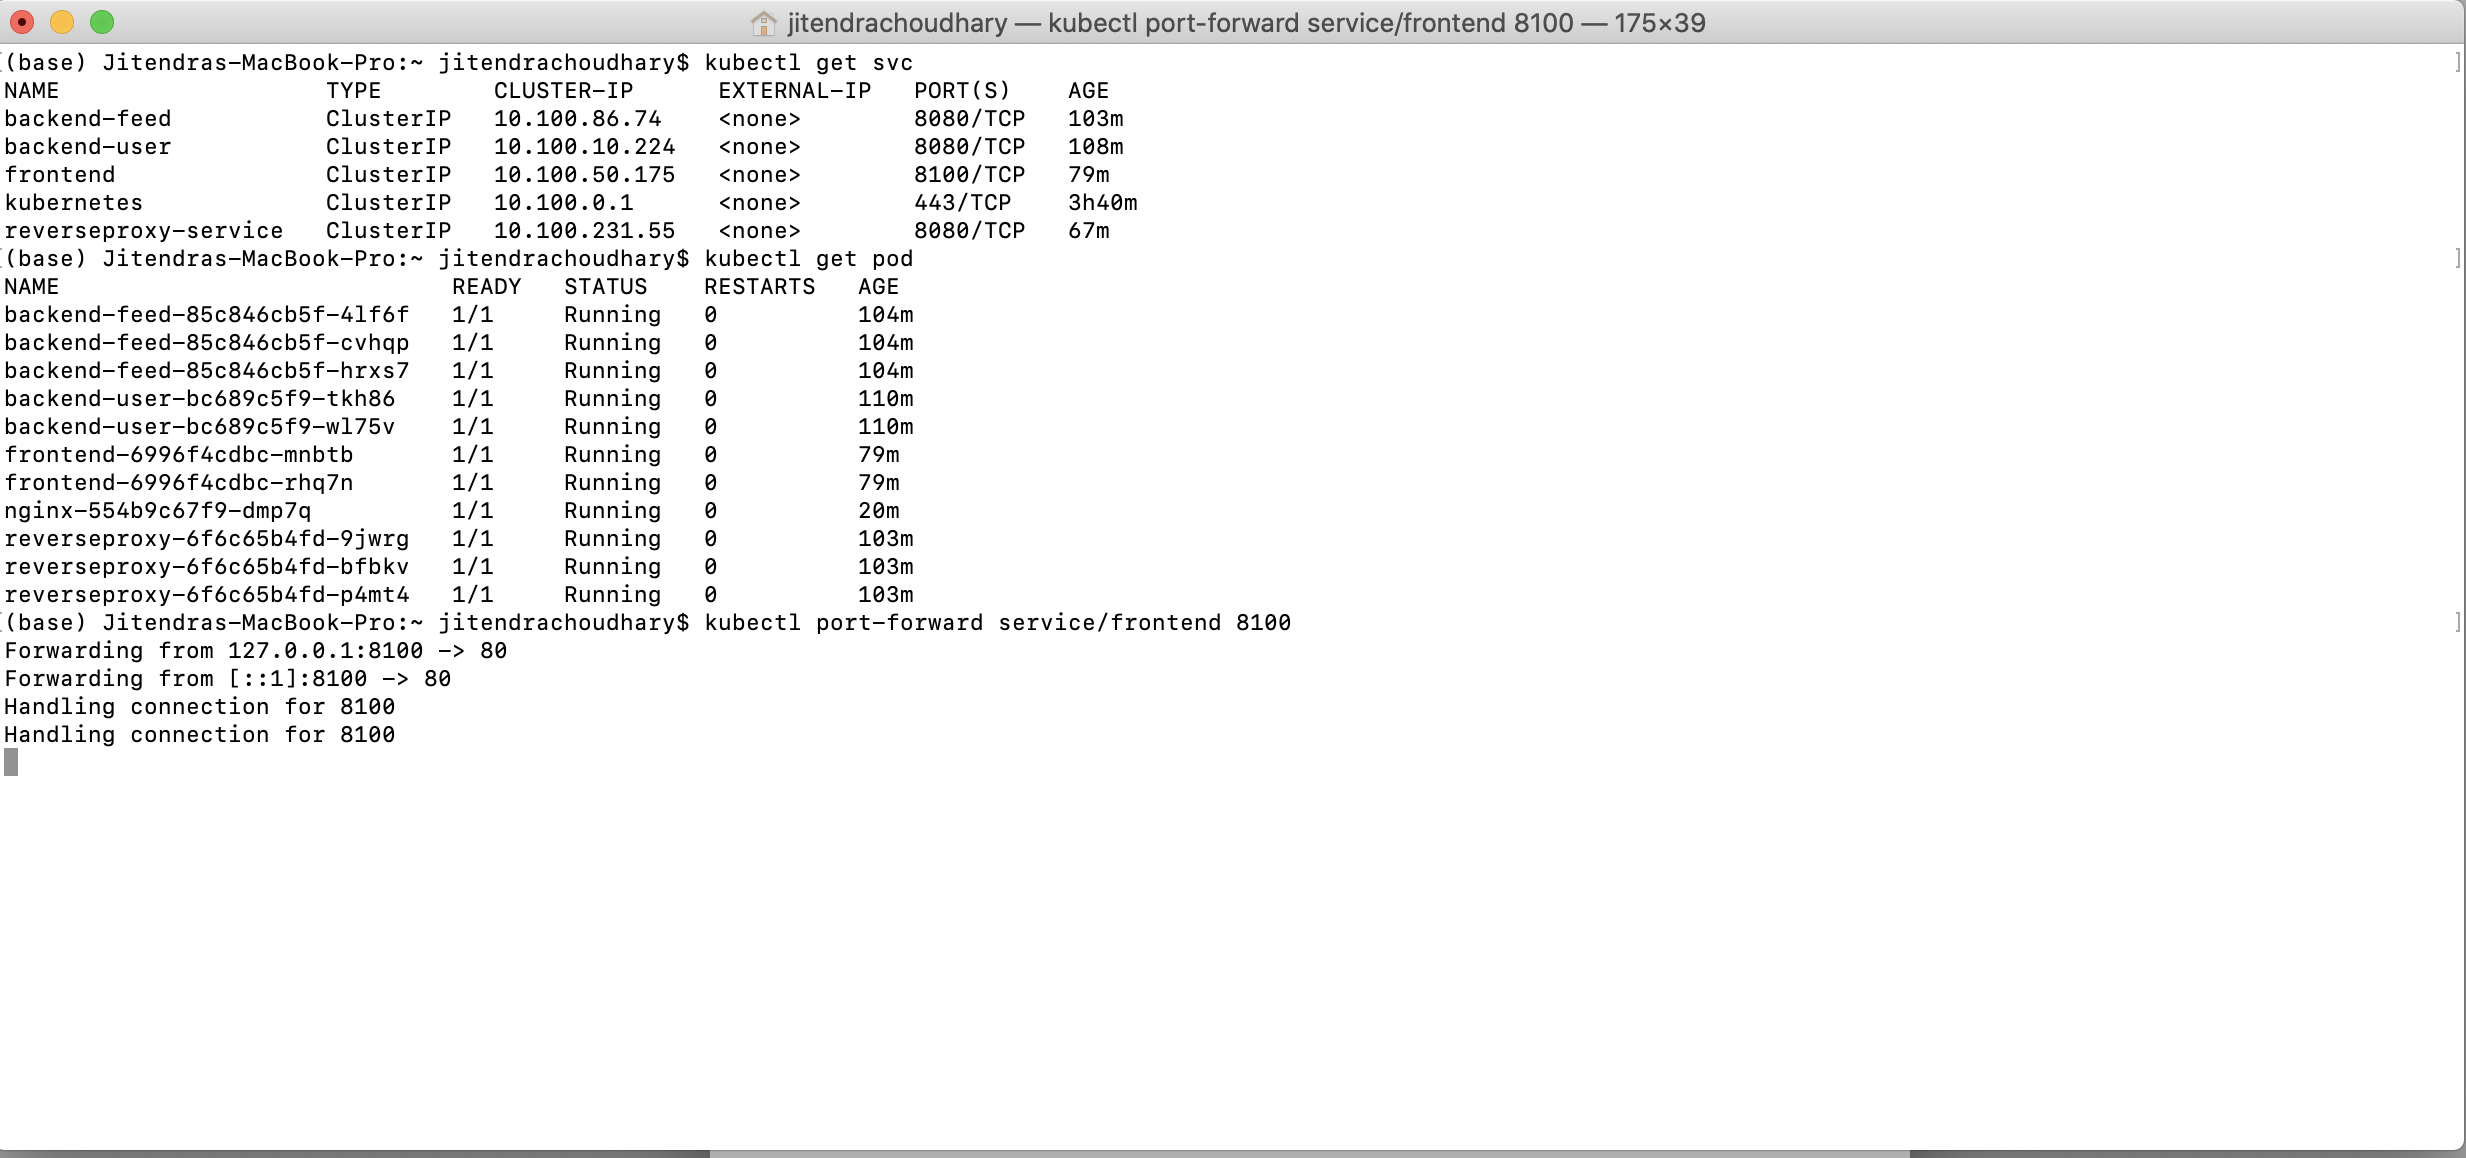 jitendrachoudhary — kubectl port-forward service/frontend 8100 — 175×39
(base) Jitendras-MacBook-Pro:~ jitendrachoudhary$ kubectl get svc
NAME                   TYPE        CLUSTER-IP      EXTERNAL-IP   PORT(S)    AGE
backend-feed           ClusterIP   10.100.86.74    <none>        8080/TCP   103m
backend-user           ClusterIP   10.100.10.224   <none>        8080/TCP   108m
frontend               ClusterIP   10.100.50.175   <none>        8100/TCP   79m
kubernetes             ClusterIP   10.100.0.1      <none>        443/TCP    3h40m
reverseproxy-service   ClusterIP   10.100.231.55   <none>        8080/TCP   67m
(base) Jitendras-MacBook-Pro:~ jitendrachoudhary$ kubectl get pod
NAME                            READY   STATUS    RESTARTS   AGE
backend-feed-85c846cb5f-4lf6f   1/1     Running   0          104m
backend-feed-85c846cb5f-cvhqp   1/1     Running   0          104m
backend-feed-85c846cb5f-hrxs7   1/1     Running   0          104m
backend-user-bc689c5f9-tkh86    1/1     Running   0          110m
backend-user-bc689c5f9-wl75v    1/1     Running   0          110m
frontend-6996f4cdbc-mnbtb       1/1     Running   0          79m
frontend-6996f4cdbc-rhq7n       1/1     Running   0          79m
nginx-554b9c67f9-dmp7q          1/1     Running   0          20m
reverseproxy-6f6c65b4fd-9jwrg   1/1     Running   0          103m
reverseproxy-6f6c65b4fd-bfbkv   1/1     Running   0          103m
reverseproxy-6f6c65b4fd-p4mt4   1/1     Running   0          103m
(base) Jitendras-MacBook-Pro:~ jitendrachoudhary$ kubectl port-forward service/frontend 8100
Forwarding from 127.0.0.1:8100 -> 80
Forwarding from [::1]:8100 -> 80
Handling connection for 8100
Handling connection for 8100